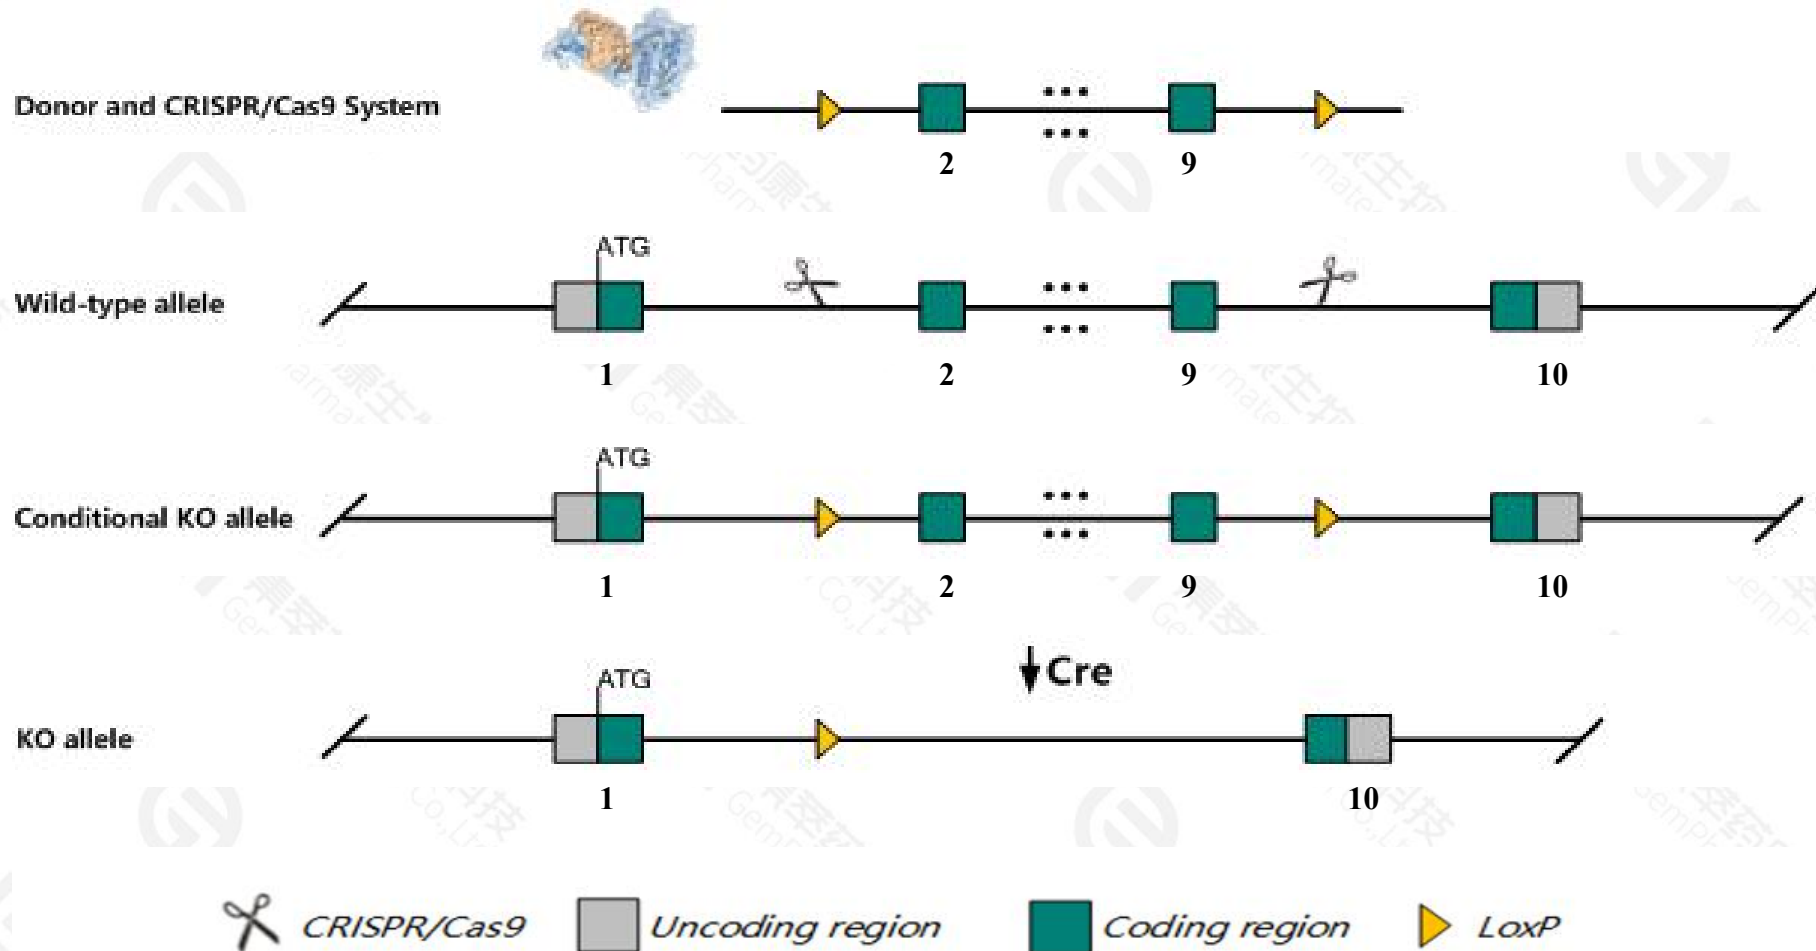 Donor and CRISPR/Cas9 System
2 9
ATG
Wild-type allele
1 2 9 10
ATG
Conditional KO allele
1 2 9 10
Cre
ATG
KO allele
1 10
CRISPR/Cas9 Uncoding region Coding region LoxP